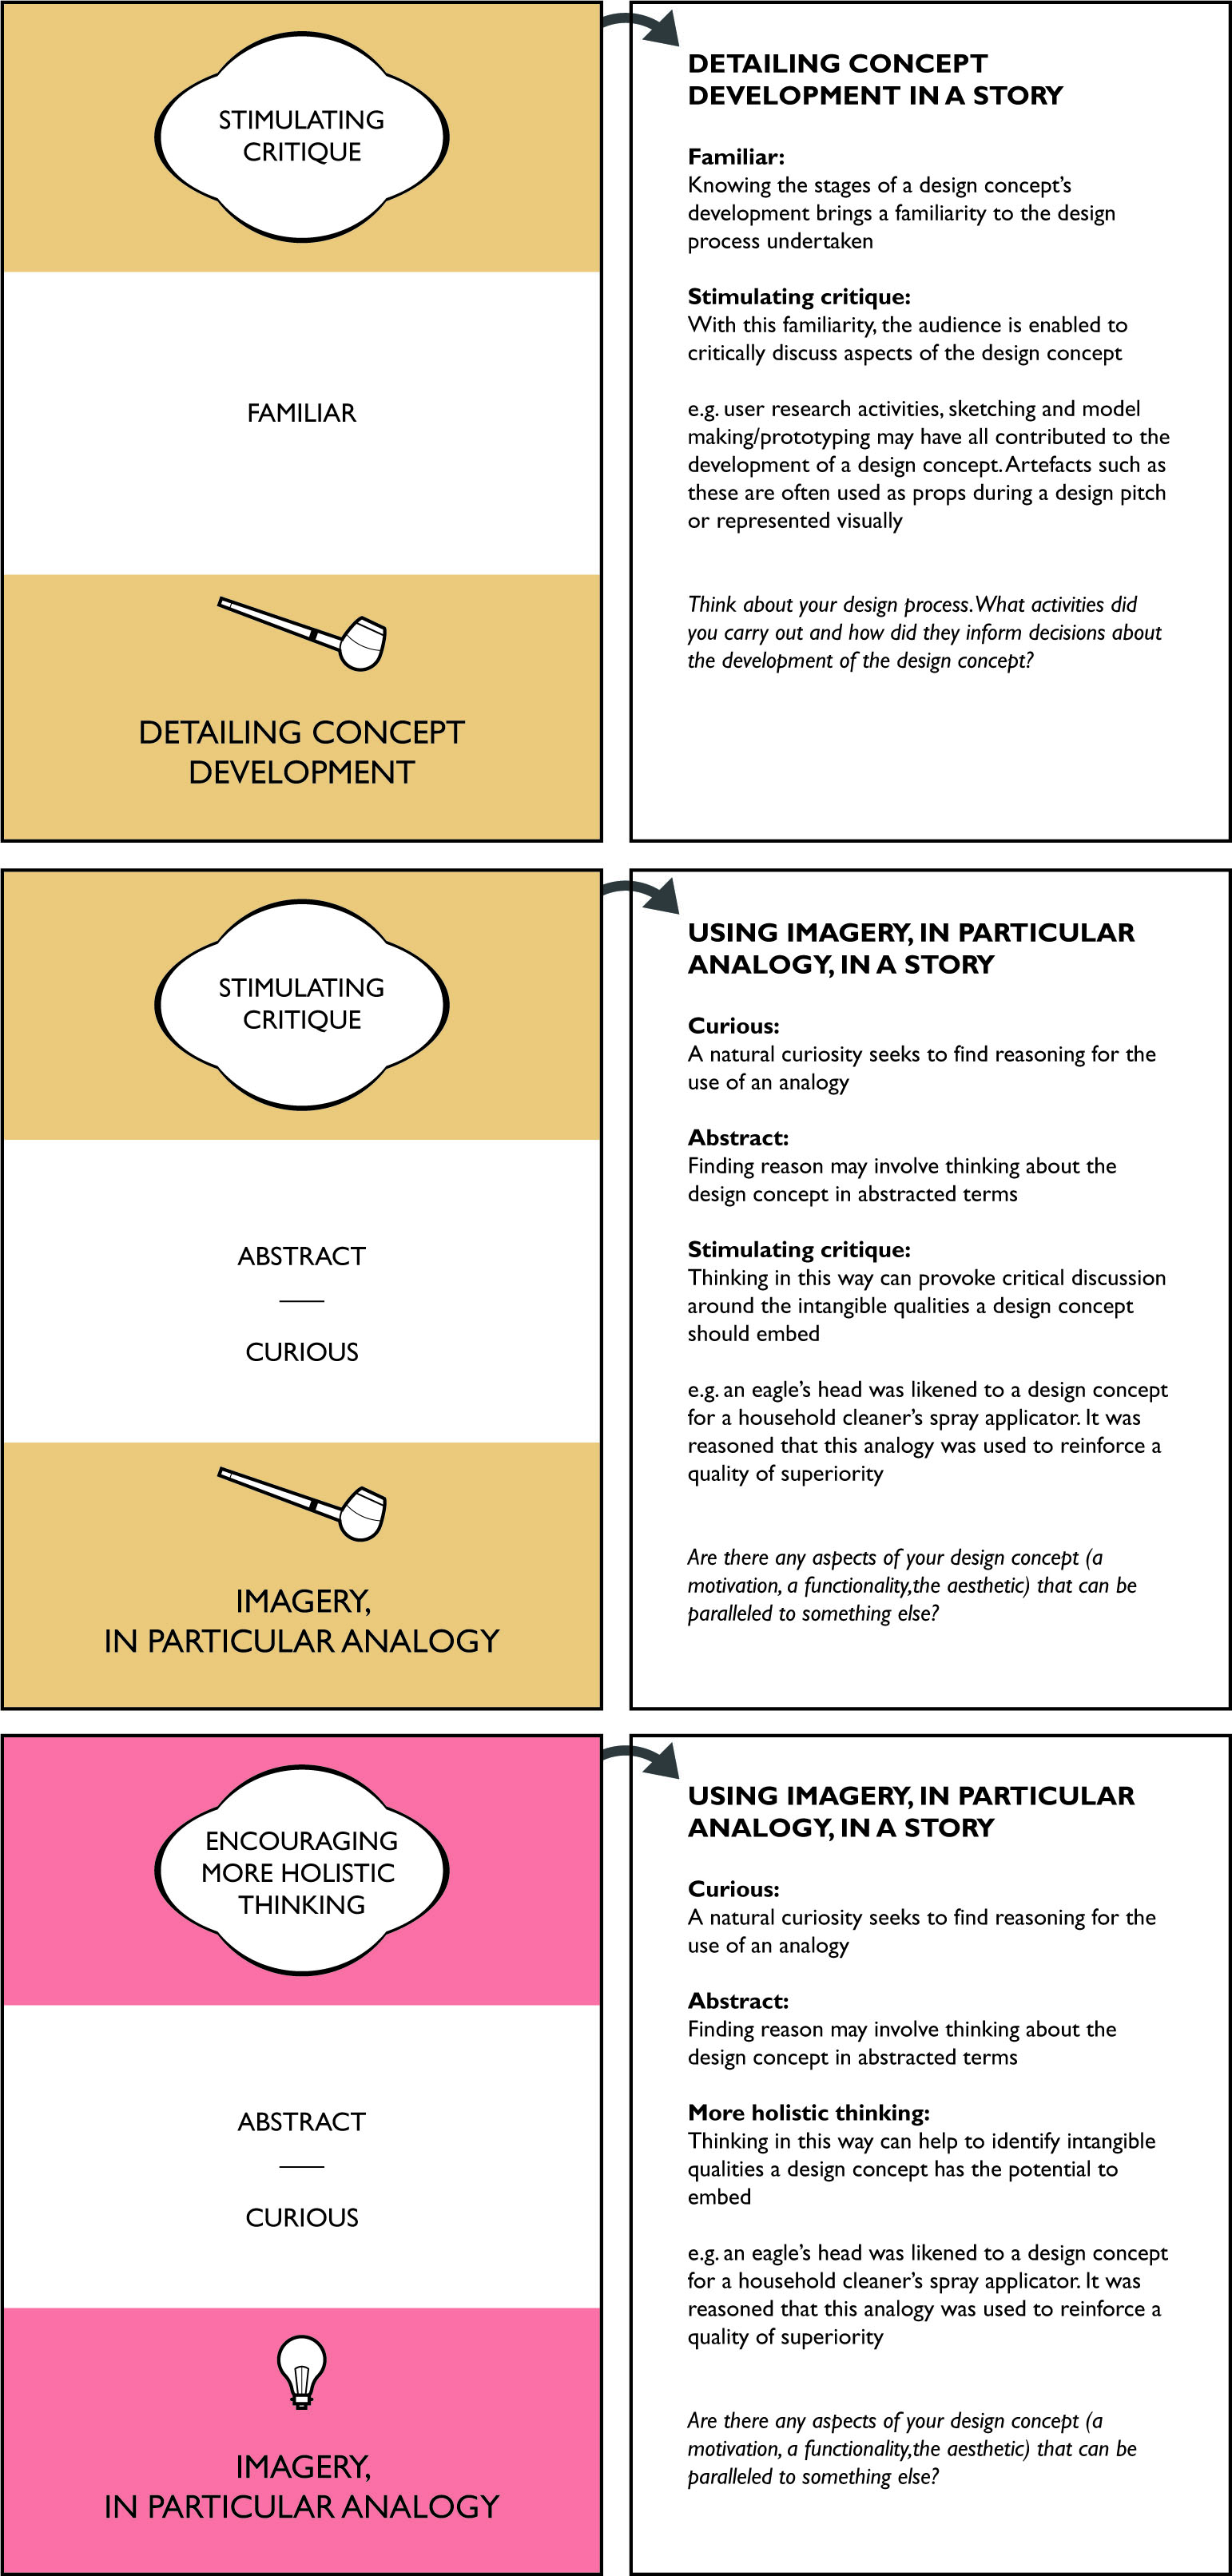 STIMULATING
CRITIQUE
FAMILIAR
DETAILING CONCEPT
DEVELOPMENT
DETAILING CONCEPT
DEVELOPMENT IN A STORY
Familiar:
Knowing the stages of a design concept’s
development brings a familiarity to the design
process undertaken
Stimulating critique:
With this familiarity, the audience is enabled to
critically discuss aspects of the design concept
e.g. user research activities, sketching and model
making/prototyping may have all contributed to the
development of a design concept. Artefacts such as
these are often used as props during a design pitch
or represented visually
Think about your design process. What activities did
you carry out and how did they inform decisions about
the development of the design concept?
STIMULATING
CRITIQUE
ABSTRACT
CURIOUS
IMAGERY,
IN PARTICULAR ANALOGY
USING IMAGERY, IN PARTICULAR
ANALOGY, IN A STORY
Curious:
A natural curiosity seeks to find reasoning for the
use of an analogy
Abstract:
Finding reason may involve thinking about the
design concept in abstracted terms
Stimulating critique:
Thinking in this way can provoke critical discussion
around the intangible qualities a design concept
should embed
e.g. an eagle’s head was likened to a design concept
for a household cleaner’s spray applicator. It was
reasoned that this analogy was used to reinforce a
quality of superiority
Are there any aspects of your design concept (a
motivation, a functionality,the aesthetic) that can be
paralleled to something else?
ENCOURAGING
MORE HOLISTIC
THINKING
ABSTRACT
CURIOUS
IMAGERY,
IN PARTICULAR ANALOGY
USING IMAGERY, IN PARTICULAR
ANALOGY, IN A STORY
Curious:
A natural curiosity seeks to find reasoning for the
use of an analogy
Abstract:
Finding reason may involve thinking about the
design concept in abstracted terms
More holistic thinking:
Thinking in this way can help to identify intangible
qualities a design concept has the potential to
embed
e.g. an eagle’s head was likened to a design concept
for a household cleaner’s spray applicator. It was
reasoned that this analogy was used to reinforce a
quality of superiority
Are there any aspects of your design concept (a
motivation, a functionality,the aesthetic) that can be
paralleled to something else?